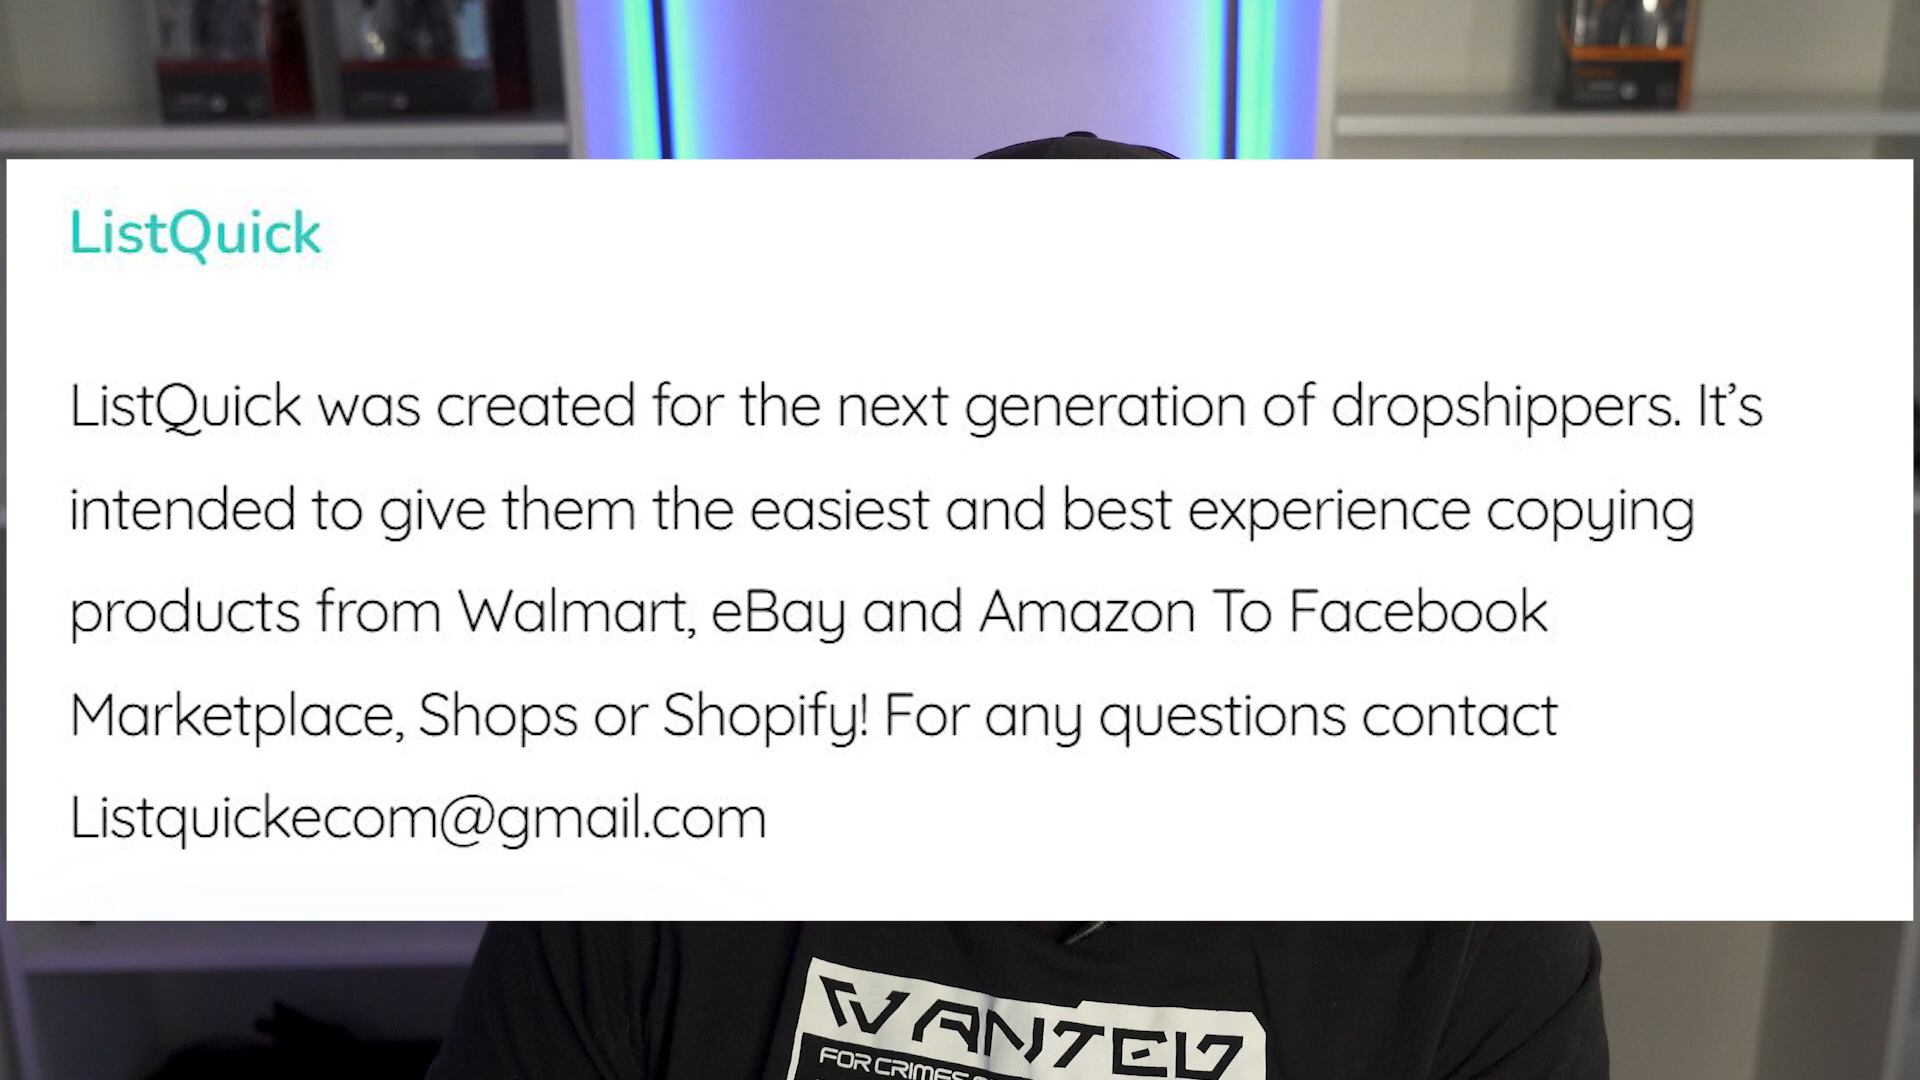 ListQuick
ListQuick was created for the next generation of dropshippers. It’s
intended to give them the easiest and best experience copying
products from Walmart, eBay and Amazon To Facebook
Marketplace, Shops or Shopify! For any questions contact
Listquickecom@gmail.com
WANTED
FOR CRIMES